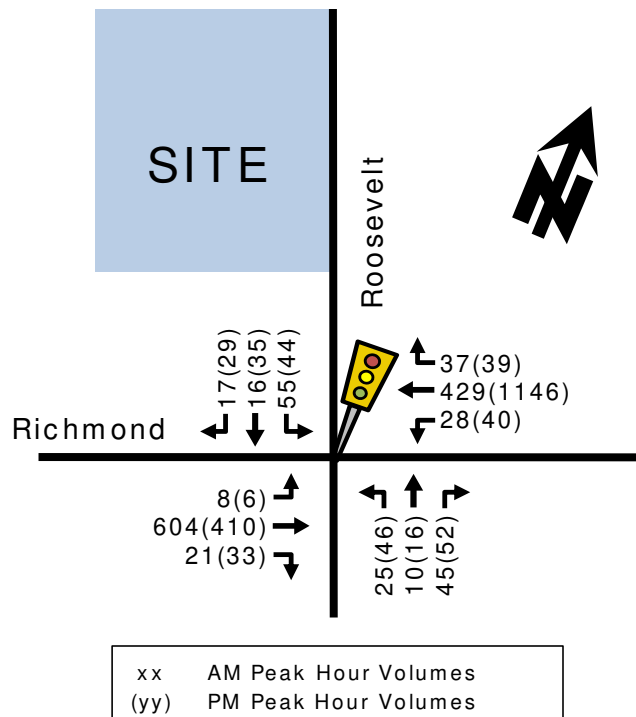 SITE
Roosevelt
17(29)
16(35)
55(44)
37(39)
429(1146)
28(40)
Richmond
8(6)
604(410)
21(33)
25(46)
10(16)
45(52)
xx AM Peak Hour Volumes
(yy) PM Peak Hour Volumes